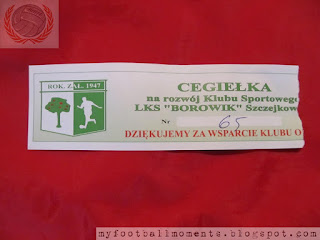 ROK. ZAŁ. 1947
CEGIEŁKA
na rozwój Klubu Sportowego
LKS "BOROWIK" Szczejkow
Nr 65
DZIĘKUJEMY ZA WSPARCIE KLUBU O
myfootballmoments.blogspot.com